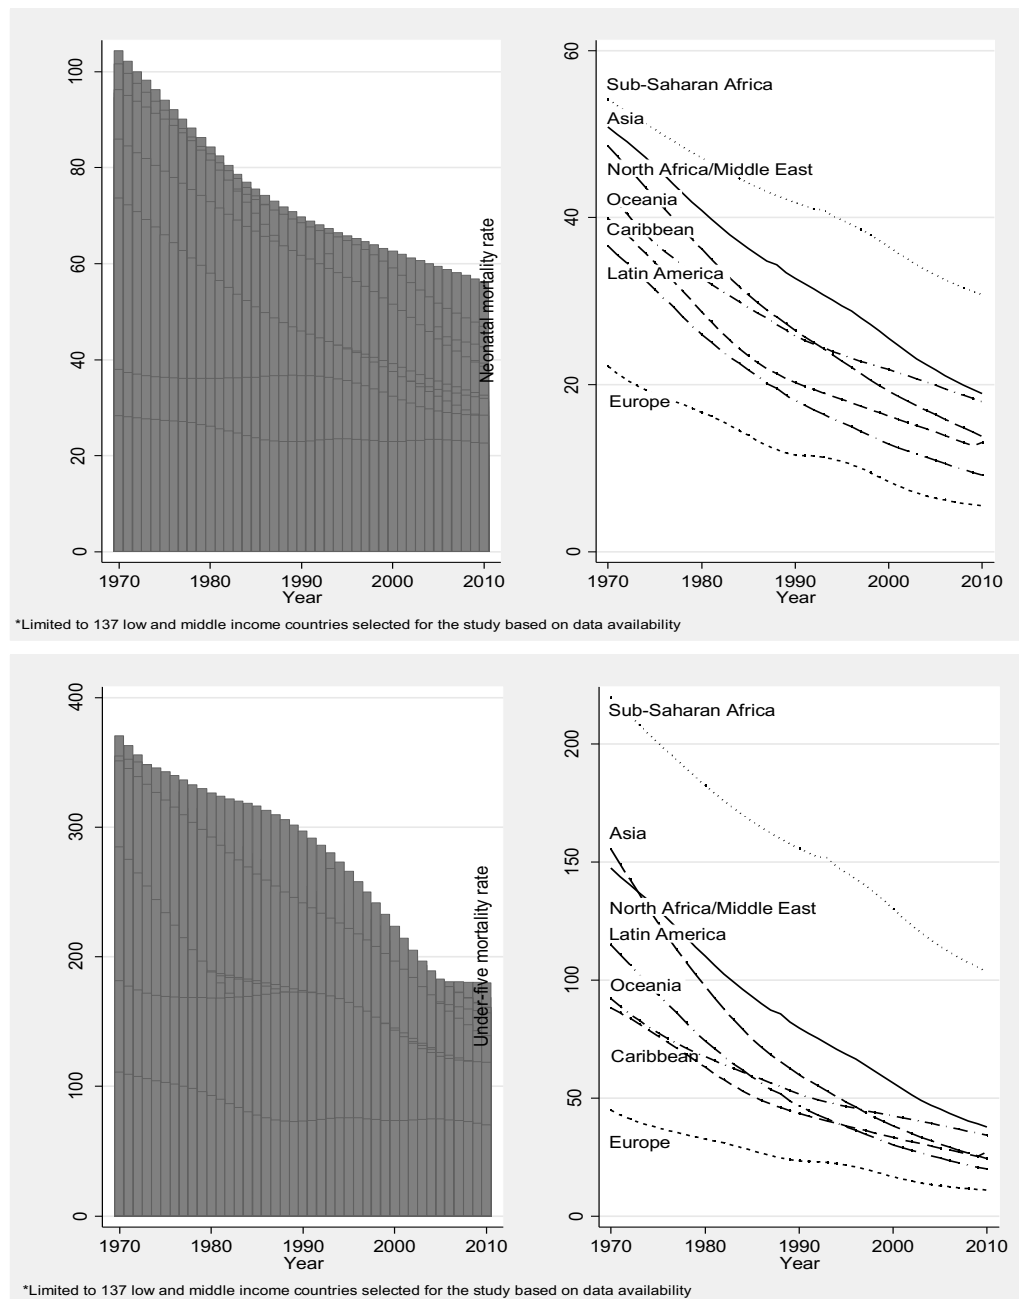 100
80
60
40
20
0
1970
1980
1990
2000
2010
Year
Neonatal mortality rate
60
40
20
0
Sub-Saharan Africa
Asia
North Africa/Middle East
Oceania
Caribbean
Latin America
Europe
1970
1980
1990
2000
2010
Year
*Limited to 137 low and middle income countries selected for the study based on data availability
400
300
200
100
0
1970
1980
1990
2000
2010
Year
Under-five mortality rate
200
150
100
50
0
Sub-Saharan Africa
Asia
North Africa/Middle East
Latin America
Oceania
Caribbean
Europe
1970
1980
1990
2000
2010
Year
*Limited to 137 low and middle income countries selected for the study based on data availability